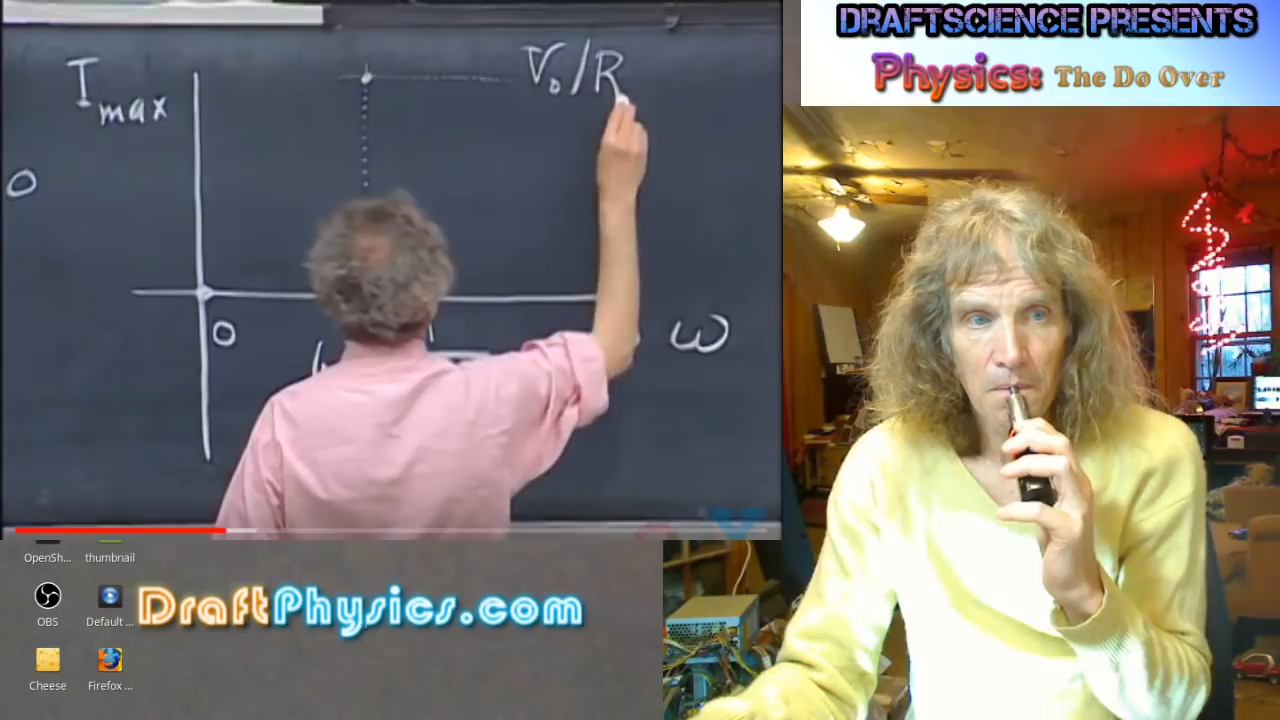 DRAFTSCIENCE PRESENTS
Physics: The Do Over
I max
V₀/R
0
0
ω
OpenSh...
thumbnail
OBS
Default ...
DraftPhysics.com
Cheese
Firefox ...